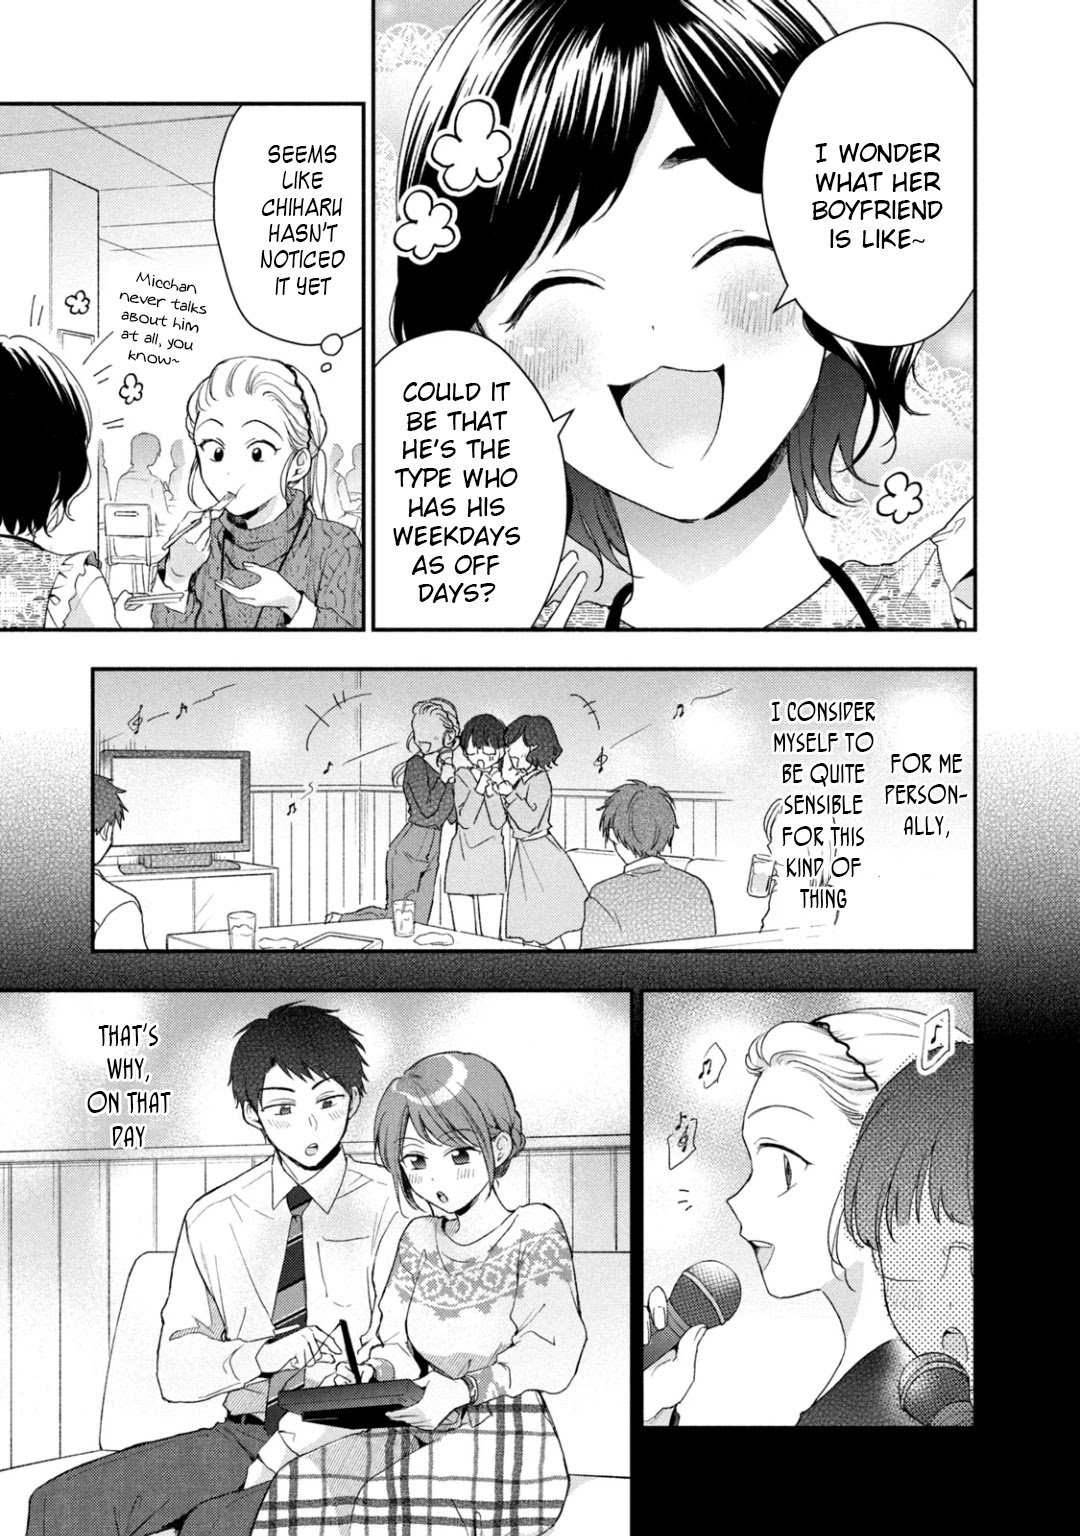 I WONDER
WHAT HER
BOYFRIEND
IS LIKE~
COULD IT
BE THAT
HE'S THE
TYPE WHO
HAS HIS
WEEKDAYS
AS OFF
DAYS?
SEEMS
LIKE
CHIHARU
HASN'T
NOTICED
IT YET
Micchan
never talks
about him
at all, you
know~
FOR ME
PERSON-
ALLY,
I CONSIDER
MYSELF TO
BE QUITE
SENSIBLE
FOR THIS
KIND OF
THING
THAT'S
WHY,
ON THAT
DAY